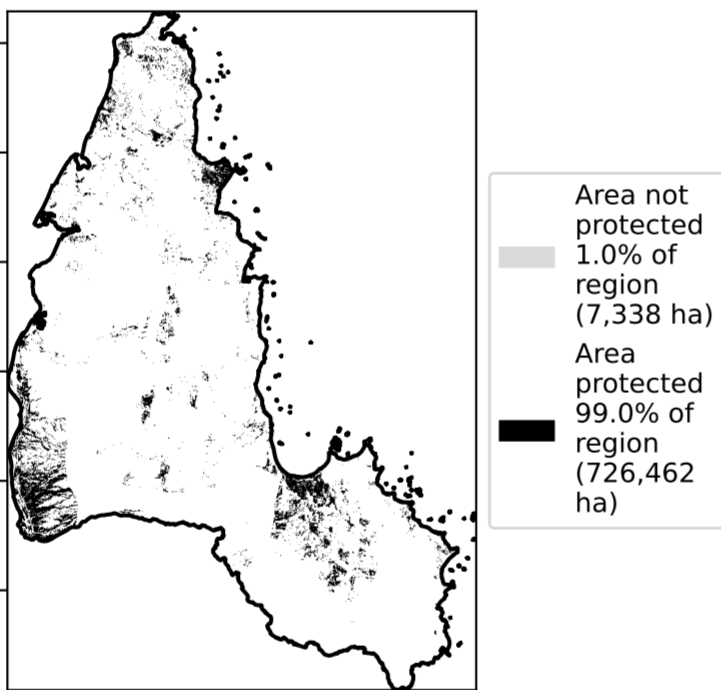 Area not
protected
1.0% of
region
(7,338 ha)
Area
protected
99.0% of
region
(726,462
ha)